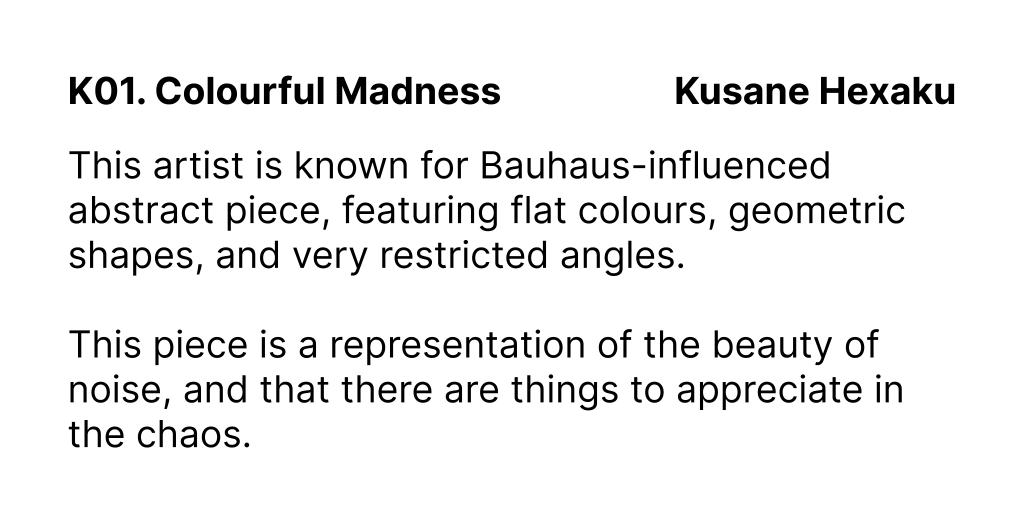 K01. Colourful Madness Kusane Hexaku
This artist is known for Bauhaus-influenced
abstract piece, featuring flat colours, geometric
shapes, and very restricted angles.
This piece is a representation of the beauty of
noise, and that there are things to appreciate in
the chaos.